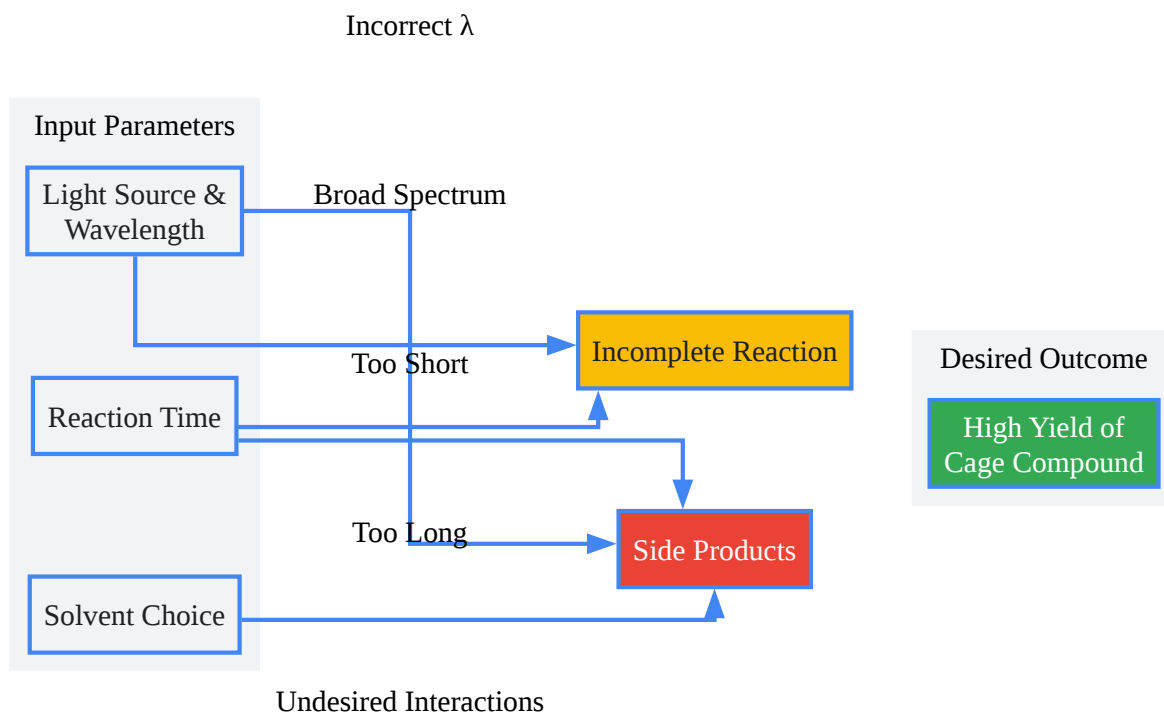 Incorrect λ
Input Parameters
Light Source &
Wavelength
Broad Spectrum
Incomplete Reaction
Too Short
Desired Outcome
Reaction Time
High Yield of
Cage Compound
Too Long
Side Products
Solvent Choice
Undesired Interactions